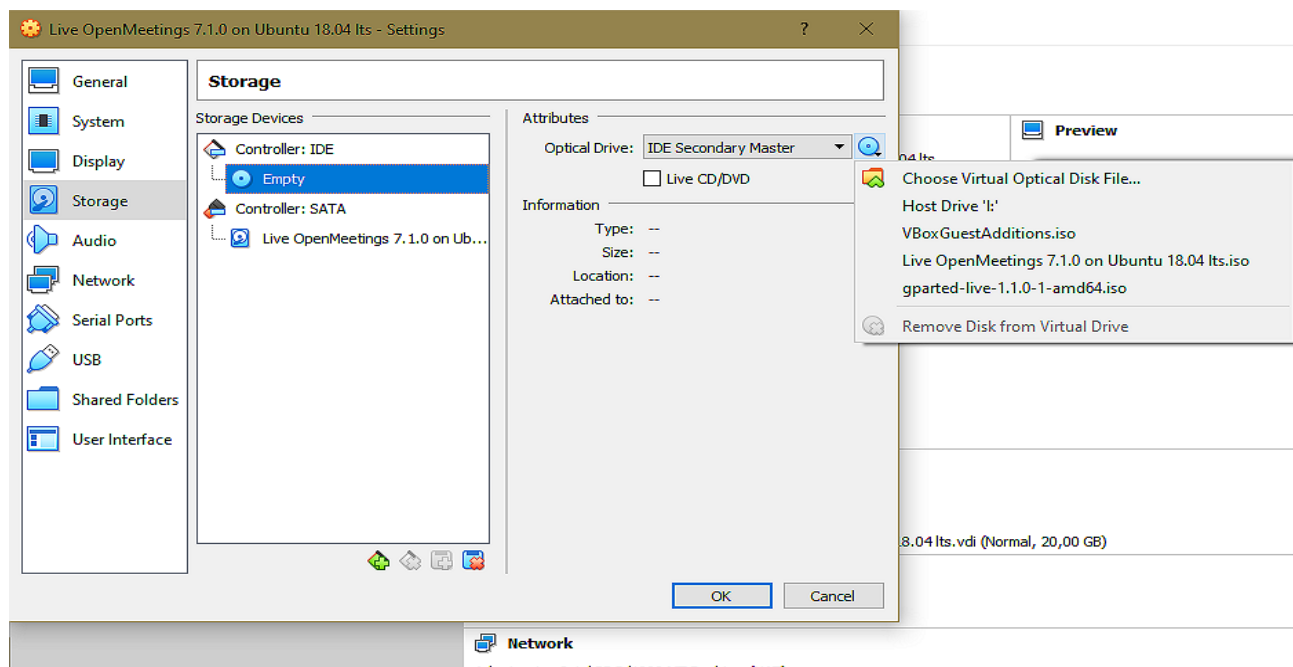 Live OpenMeetings 7.1.0 on Ubuntu 18.04 lts - Settings
?
General
System
Display
Storage
Audio
Network
Serial Ports
USB
Shared Folders
User Interface
Storage
Storage Devices
Controller: IDE
Empty
Controller: SATA
Live OpenMeetings 7.1.0 on Ub...
Attributes
Optical Drive: IDE Secondary Master
Live CD/DVD
Information
Type: --
Size: --
Location: --
Attached to: --
OK
Cancel
Preview
Choose Virtual Optical Disk File...
Host Drive 'I:'
VBoxGuestAdditions.iso
Live OpenMeetings 7.1.0 on Ubuntu 18.04 lts.iso
gparted-live-1.1.0-1-amd64.iso
Remove Disk from Virtual Drive
8.04 lts.vdi (Normal, 20,00 GB)
Network